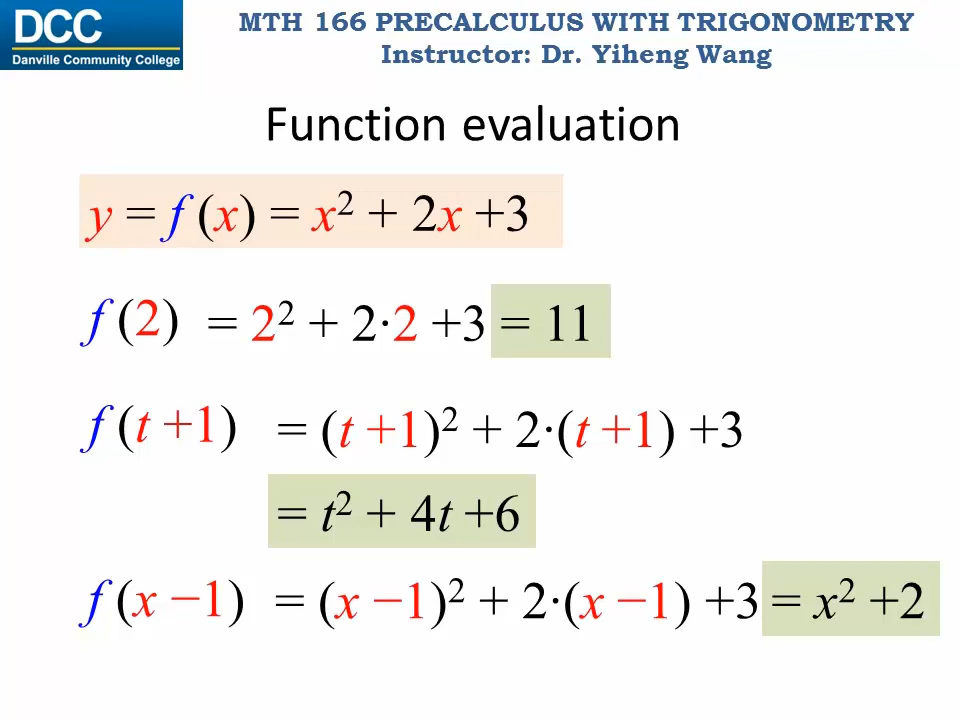 DCC
Danville Community College
MTH 166 PRECALCULUS WITH TRIGONOMETRY
Instructor: Dr. Yiheng Wang
Function evaluation
y = f (x) = x² + 2x +3
f (2) = 2² + 2·2 +3 = 11
f (t +1) = (t +1)² + 2·(t +1) +3
= t² + 4t +6
f (x −1) = (x −1)² + 2·(x −1) +3 = x² +2